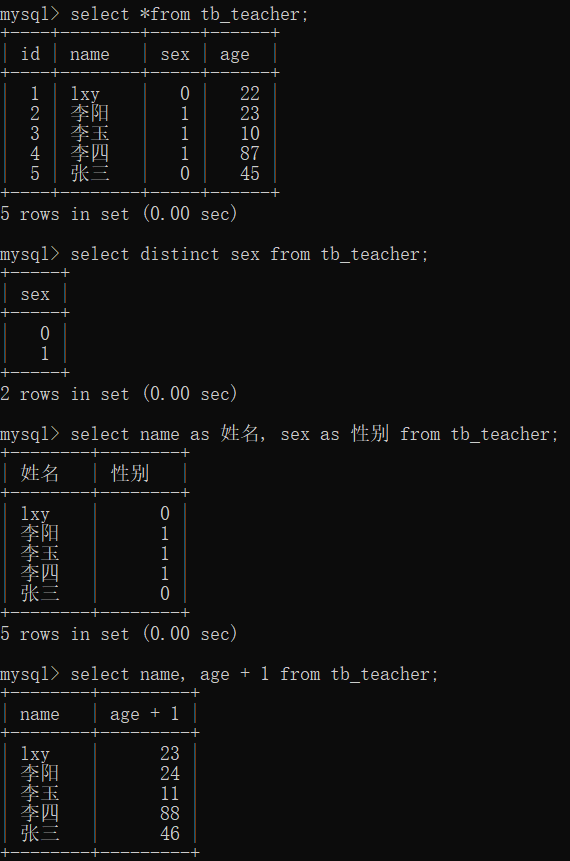 mysql> select *from tb_teacher;
+----+--------+-----+------+
| id | name   | sex | age  |
+----+--------+-----+------+
|  1 | lxy    |   0 |   22 |
|  2 | 李阳   |   1 |   23 |
|  3 | 李玉   |   1 |   10 |
|  4 | 李四   |   1 |   87 |
|  5 | 张三   |   0 |   45 |
+----+--------+-----+------+
5 rows in set (0.00 sec)

mysql> select distinct sex from tb_teacher;
+-----+
| sex |
+-----+
|   0 |
|   1 |
+-----+
2 rows in set (0.00 sec)

mysql> select name as 姓名, sex as 性别 from tb_teacher;
+--------+--------+
| 姓名   | 性别   |
+--------+--------+
| lxy    |      0 |
| 李阳   |      1 |
| 李玉   |      1 |
| 李四   |      1 |
| 张三   |      0 |
+--------+--------+
5 rows in set (0.00 sec)

mysql> select name, age + 1 from tb_teacher;
+--------+---------+
| name   | age + 1 |
+--------+---------+
| lxy    |      23 |
| 李阳   |      24 |
| 李玉   |      11 |
| 李四   |      88 |
| 张三   |      46 |
+--------+---------+